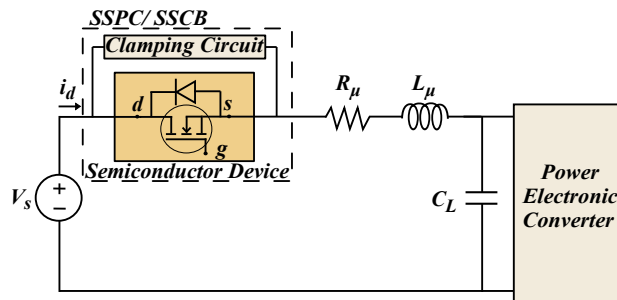 SSPC/ SSCB
Clamping Circuit
i_d
d
s
g
Semiconductor Device
R_μ
L_μ
V_s
+
−
C_L
Power
Electronic
Converter